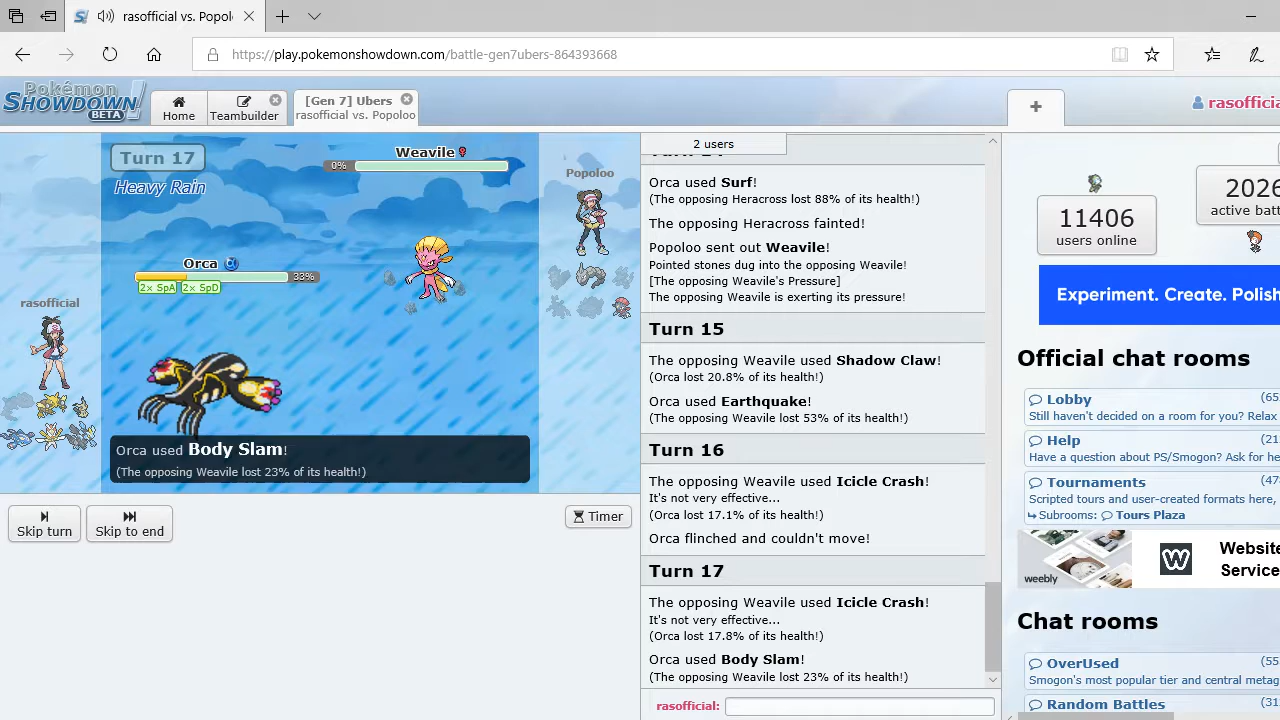 rasofficial vs. Popol
https://play.pokemonshowdown.com/battle-gen7ubers-864393668
Pokémon
SHOWDOWN!
BETA
Home
Teambuilder
[Gen 7] Ubers
rasofficial vs. Popoloo
+
rasofficia
Turn 17
Heavy Rain
Weavile
0%
Popoloo
Orca
33%
2x SpA 2x SpD
rasofficial
Orca used Body Slam!
(The opposing Weavile lost 23% of its health!)
Skip turn
Skip to end
Timer
2 users
Orca used Surf!
(The opposing Heracross lost 88% of its health!)
The opposing Heracross fainted!
Popoloo sent out Weavile!
Pointed stones dug into the opposing Weavile!
[The opposing Weavile's Pressure]
The opposing Weavile is exerting its pressure!
Turn 15
The opposing Weavile used Shadow Claw!
(Orca lost 20.8% of its health!)
Orca used Earthquake!
(The opposing Weavile lost 53% of its health!)
Turn 16
The opposing Weavile used Icicle Crash!
It's not very effective...
(Orca lost 17.1% of its health!)
Orca flinched and couldn't move!
Turn 17
The opposing Weavile used Icicle Crash!
It's not very effective...
(Orca lost 17.8% of its health!)
Orca used Body Slam!
(The opposing Weavile lost 23% of its health!)
rasofficial:
11406
users online
2026
active batt
Experiment. Create. Polish
Official chat rooms
Lobby (65
Still haven't decided on a room for you? Relax
Help (21
Have a question about PS/Smogon? Ask for he
Tournaments (47
Scripted tours and user-created formats here,
Subrooms: Tours Plaza
weebly
W
Website
Service
Chat rooms
OverUsed (55
Smogon's most popular tier and central metag
Random Battles (31